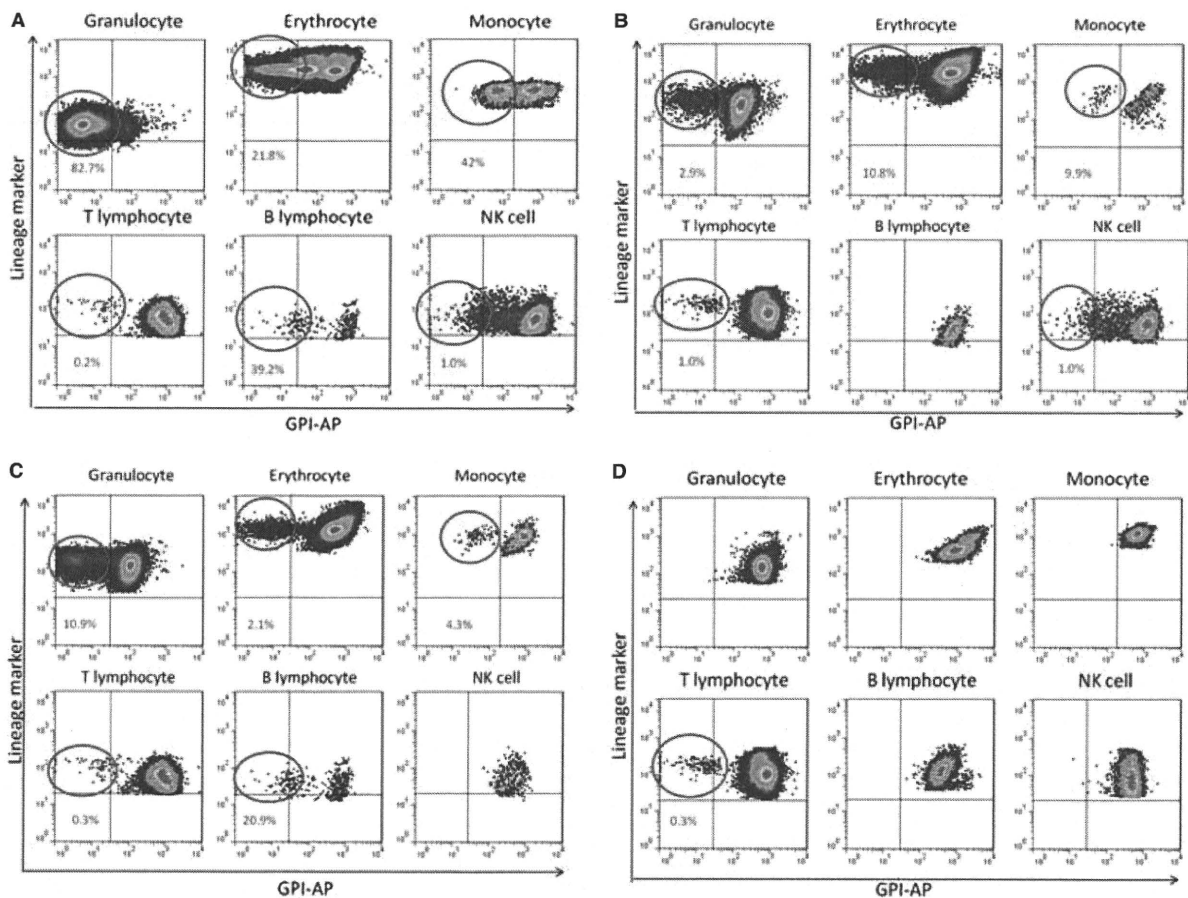 A
Granulocyte
Erythrocyte
Monocyte
82.7%
21.8%
42%
T lymphocyte
B lymphocyte
NK cell
0.2%
39.2%
1.0%
Lineage marker
GPI-AP
B
Granulocyte
Erythrocyte
Monocyte
2.9%
10.8%
9.9%
T lymphocyte
B lymphocyte
NK cell
1.0%
1.0%
Lineage marker
GPI-AP
C
Granulocyte
Erythrocyte
Monocyte
10.9%
2.1%
4.3%
T lymphocyte
B lymphocyte
NK cell
0.3%
20.9%
Lineage marker
GPI-AP
D
Granulocyte
Erythrocyte
Monocyte
T lymphocyte
B lymphocyte
NK cell
0.3%
Lineage marker
GPI-AP